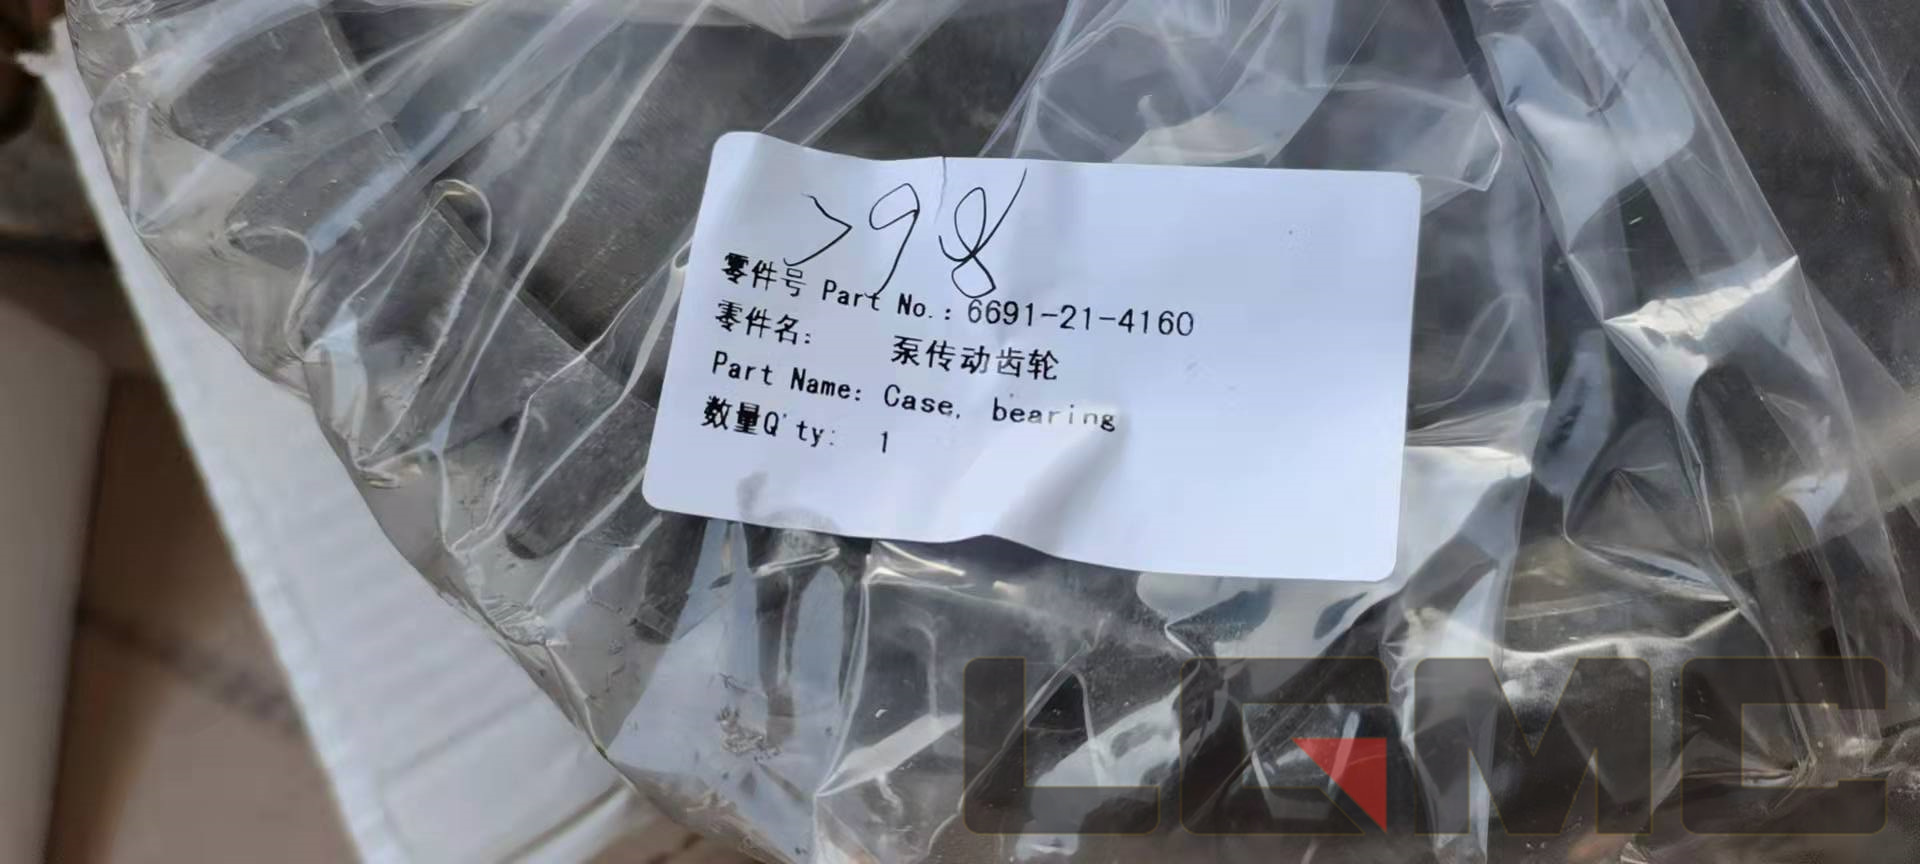 798
零件号 Part No.: 6691-21-4160
零件名: 泵传动齿轮
Part Name: Case, bearing
数量Q'ty: 1
LGMG